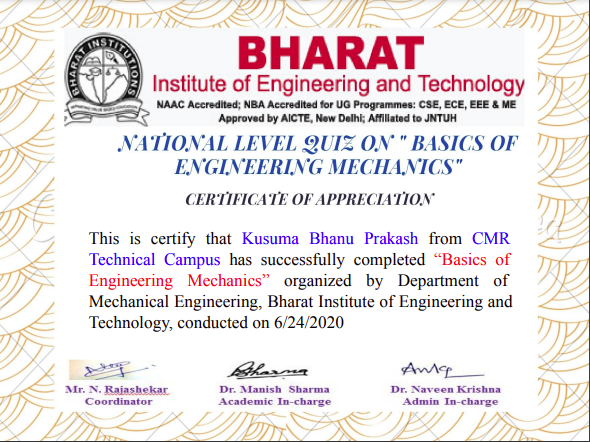 BHARAT INSTITUTIONS
BHARAT
Institute of Engineering and Technology
NAAC Accredited; NBA Accredited for UG Programmes: CSE, ECE, EEE & ME
Approved by AICTE, New Delhi; Affiliated to JNTUH
NATIONAL LEVEL QUIZ ON " BASICS OF
ENGINEERING MECHANICS"
CERTIFICATE OF APPRECIATION
This is certify that Kusuma Bhanu Prakash from CMR
Technical Campus has successfully completed “Basics of
Engineering Mechanics” organized by Department of
Mechanical Engineering, Bharat Institute of Engineering and
Technology, conducted on 6/24/2020
Mr. N. Rajashekar
Coordinator
Dr. Manish Sharma
Academic In-charge
Dr. Naveen Krishna
Admin In-charge